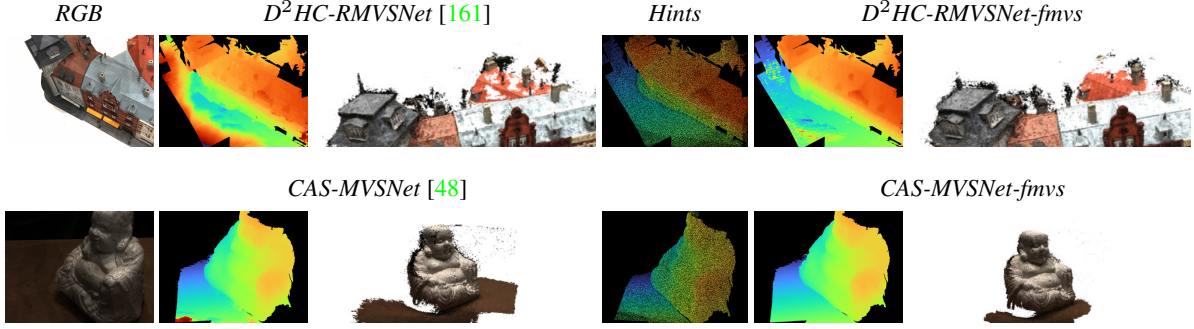 RGB D²HC-RMVSNet [161] Hints D²HC-RMVSNet-fmvs
CAS-MVSNet [48] CAS-MVSNet-fmvs